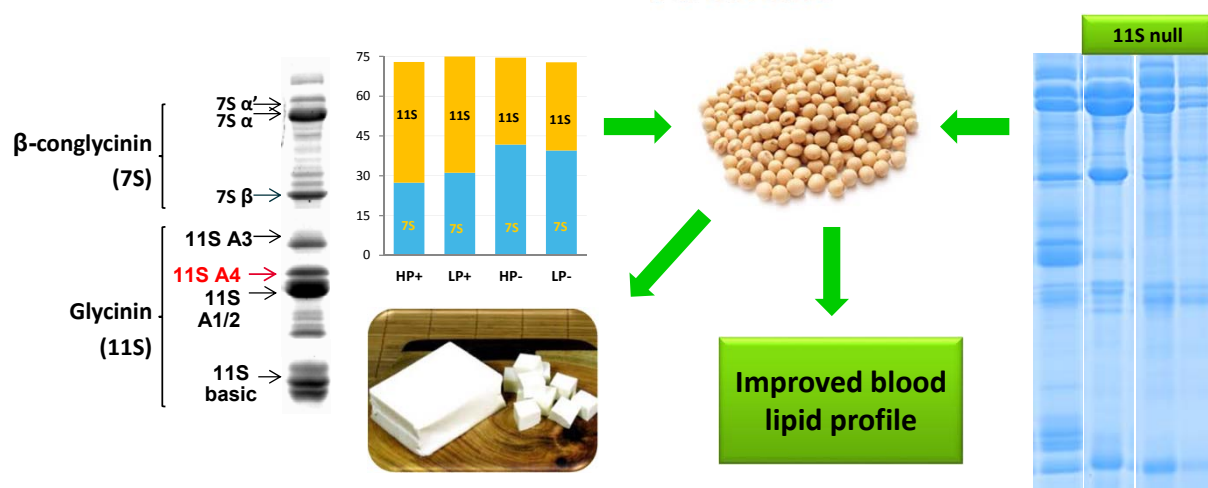 11S null
7S α'
7S α
β-conglycinin
(7S)
7S β
11S A3
11S A4
11S
A1/2
Glycinin
(11S)
11S
basic
75
60
45
30
15
0
11S
11S
11S
11S
7S
7S
7S
7S
HP+
LP+
HP-
LP-
Improved blood
lipid profile